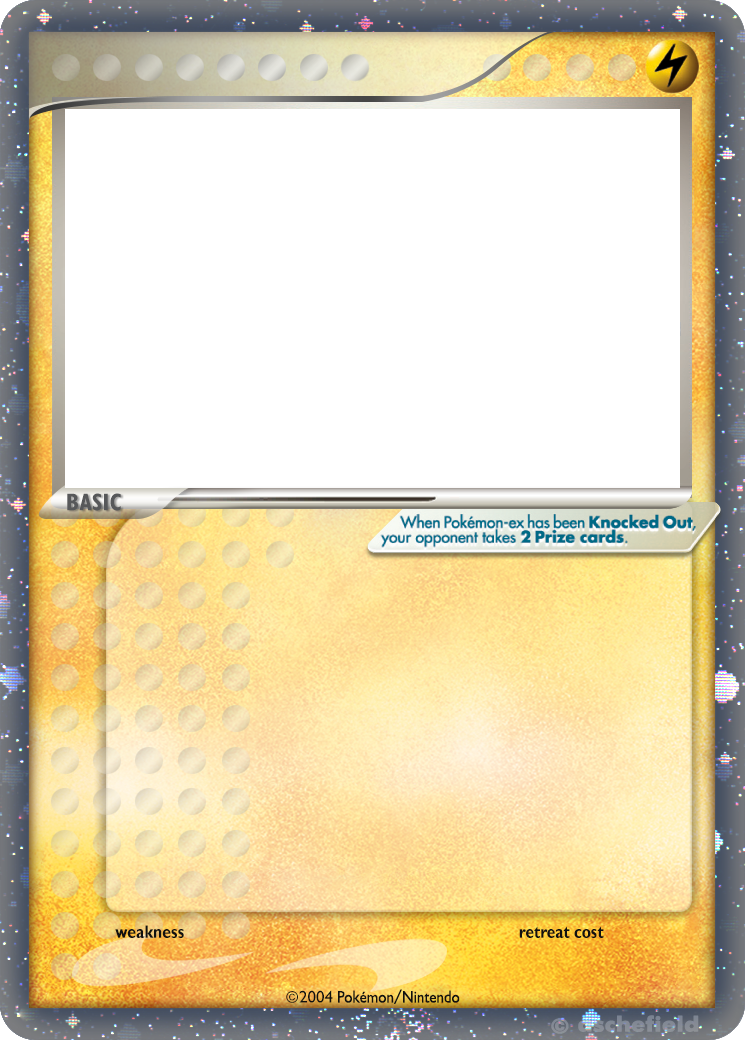 BASIC
When Pokémon-ex has been Knocked Out,
your opponent takes 2 Prize cards.
weakness retreat cost
©2004 Pokémon/Nintendo
© aschefield